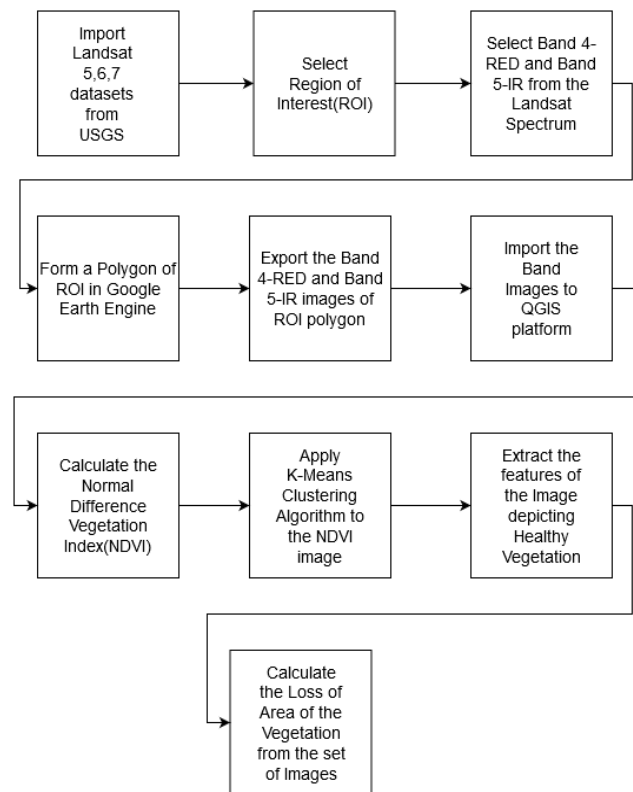 Import
Landsat
5,6,7
datasets
from
USGS
Select
Region of
Interest(ROI)
Select Band 4-
RED and Band
5-IR from the
Landsat
Spectrum
Form a Polygon of
ROI in Google
Earth Engine
Export the Band
4-RED and Band
5-IR images of
ROI polygon
Import the
Band
Images to
QGIS
platform
Calculate the
Normal
Difference
Vegetation
Index(NDVI)
Apply
K-Means
Clustering
Algorithm to
the NDVI
image
Extract the
features of
the Image
depicting
Healthy
Vegetation
Calculate
the Loss of
Area of the
Vegetation
from the set
of Images